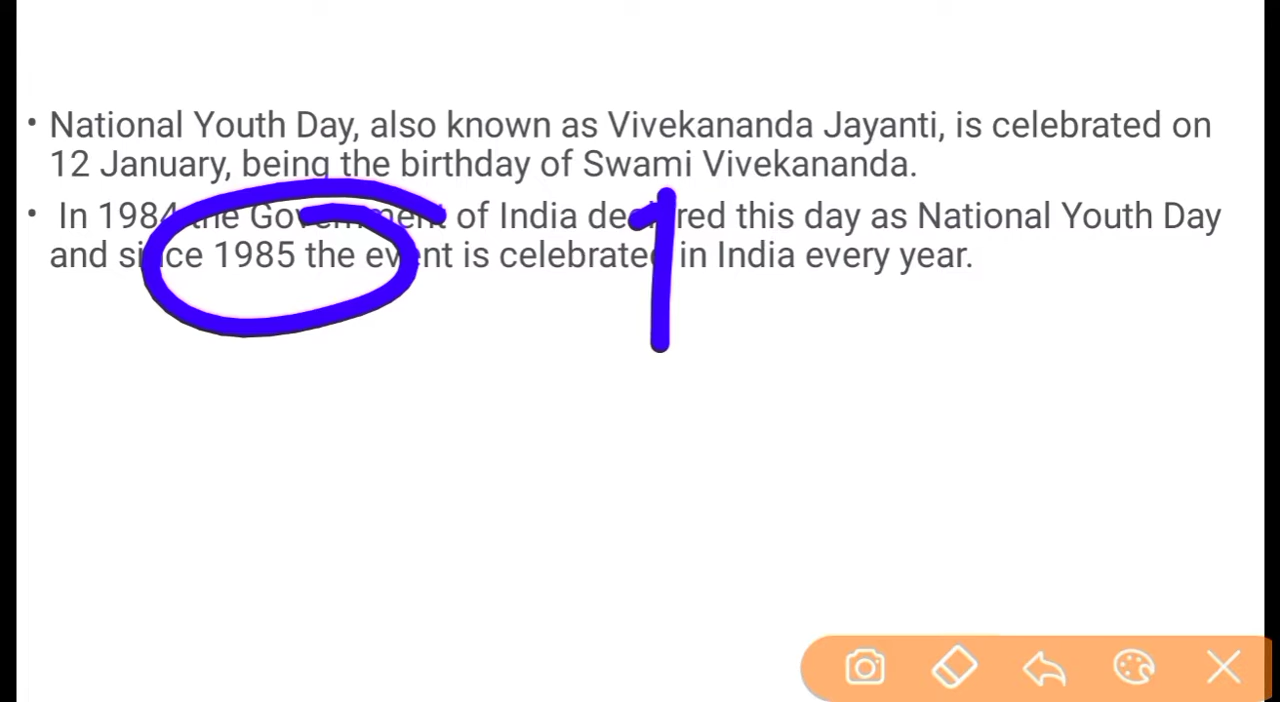 • National Youth Day, also known as Vivekananda Jayanti, is celebrated on
12 January, being the birthday of Swami Vivekananda.
• In 1984 the Government of India declared this day as National Youth Day
and since 1985 the event is celebrated in India every year.
1